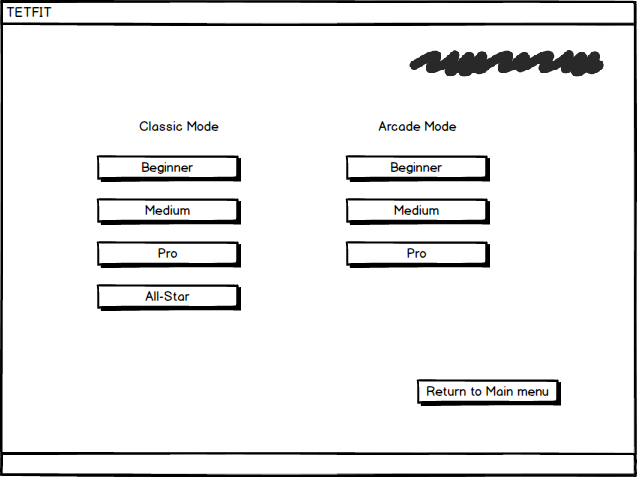 TETFIT
Classic Mode
Beginner
Medium
Pro
All-Star
Arcade Mode
Beginner
Medium
Pro
Return to Main menu